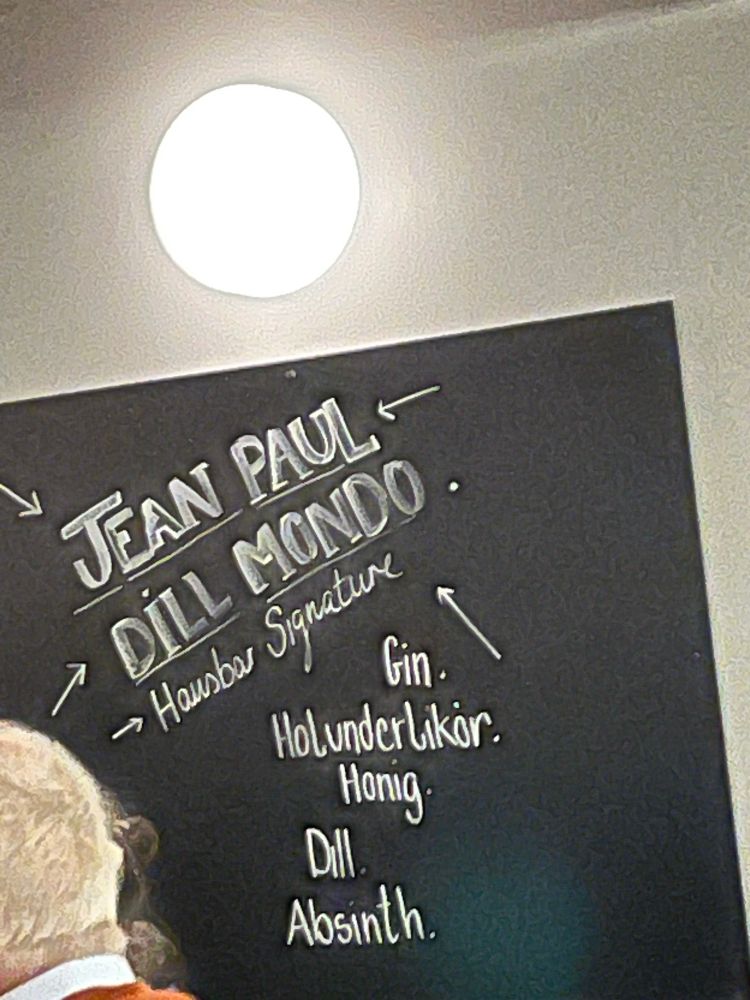 JEAN PAUL
DILL MONDO.
Hausbar Signature
Gin.
Holunderlikör.
Honig.
Dill.
Absinth.